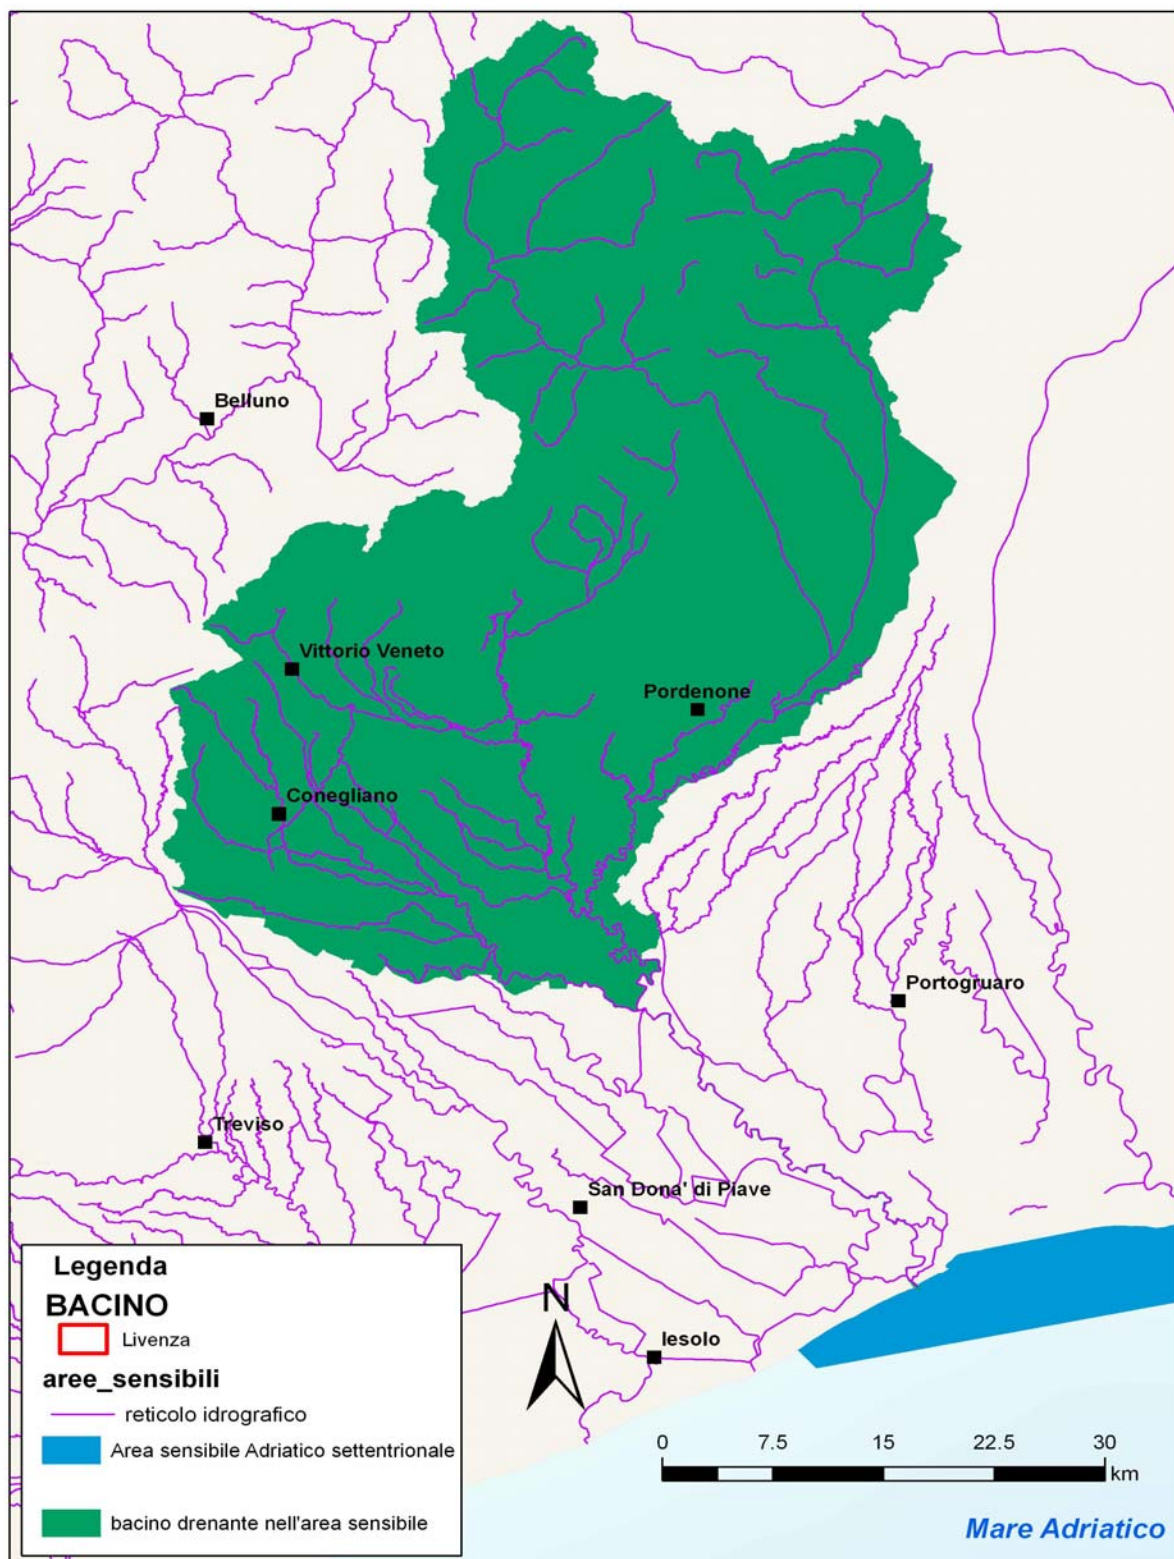 Belluno
Vittorio Veneto
Pordenone
Conegliano
Portogruaro
Treviso
San Dona' di Piave
Iesolo
N
Legenda
BACINO
Livenza
aree_sensibili
reticolo idrografico
Area sensibile Adriatico settentrionale
bacino drenante nell'area sensibile
0 7.5 15 22.5 30
km
Mare Adriatico